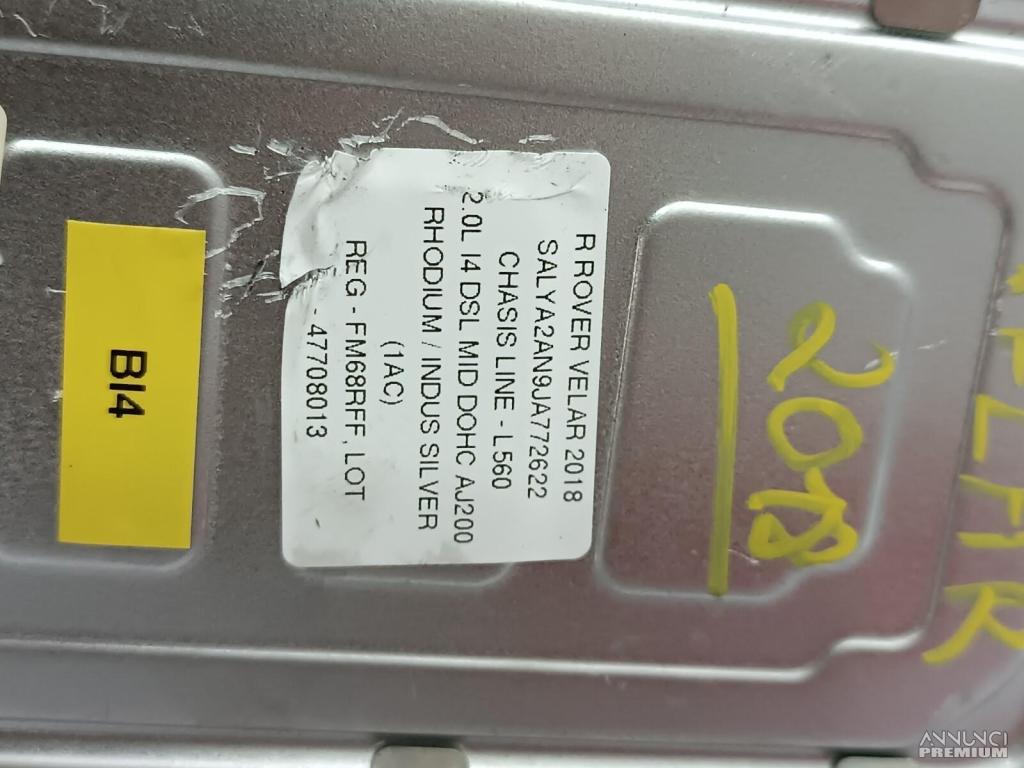 R ROVER VELAR 2018
SALYA2AN9JA772622
CHASIS LINE - L560
2.0L I4 DSL MID DOHC AJ200
RHODIUM / INDUS SILVER
(1AC)
REG - FM68RFF, LOT
- 47708013
BI4
2018
ANNUNCI
PREMIUM